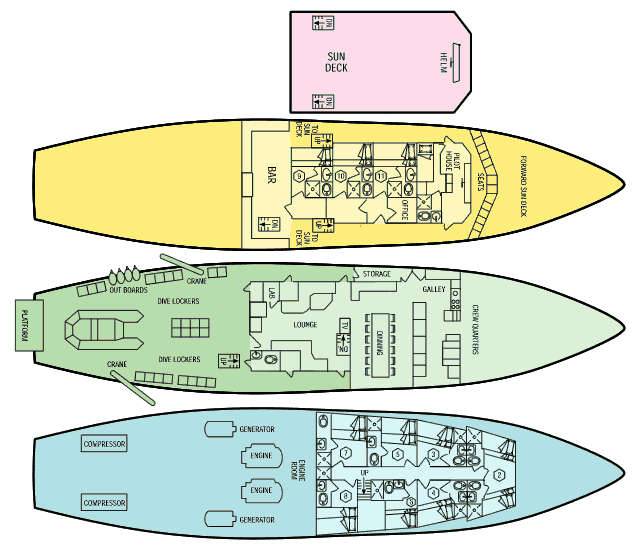 DN
SUN
DECK
HELM
DN
TO
SUN
DECK
UP
BAR
9
10
11
PILOT
HOUSE
SEATS
FORWARD SUN DECK
OFFICE
DN
UP
TO
SUN
DECK
CRANE
OUT BOARDS
STORAGE
GALLEY
DIVE LOCKERS
LAB
LOUNGE
PLATFORM
TV
DN
DINNING
CREW QUARTERS
DIVE LOCKERS
UP
CRANE
GENERATOR
COMPRESSOR
ENGINE
ENGINE
ROOM
7
5
3
2
UP
ENGINE
8
4
COMPRESSOR
GENERATOR